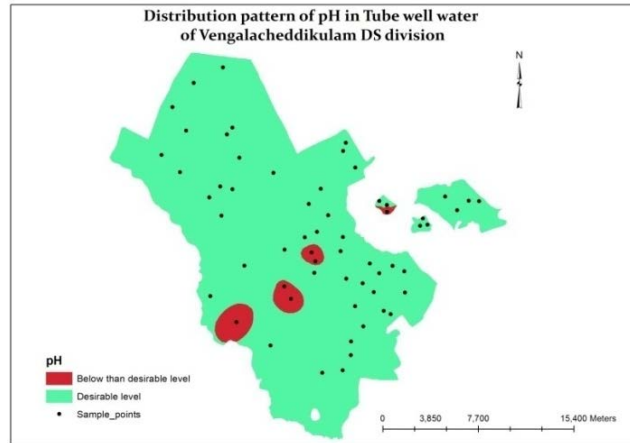 Distribution pattern of pH in Tube well water
of Vengalacheddikulam DS division
N
pH
Below than desirable level
Desirable level
Sample_points
0 3,850 7,700 15,400 Meters